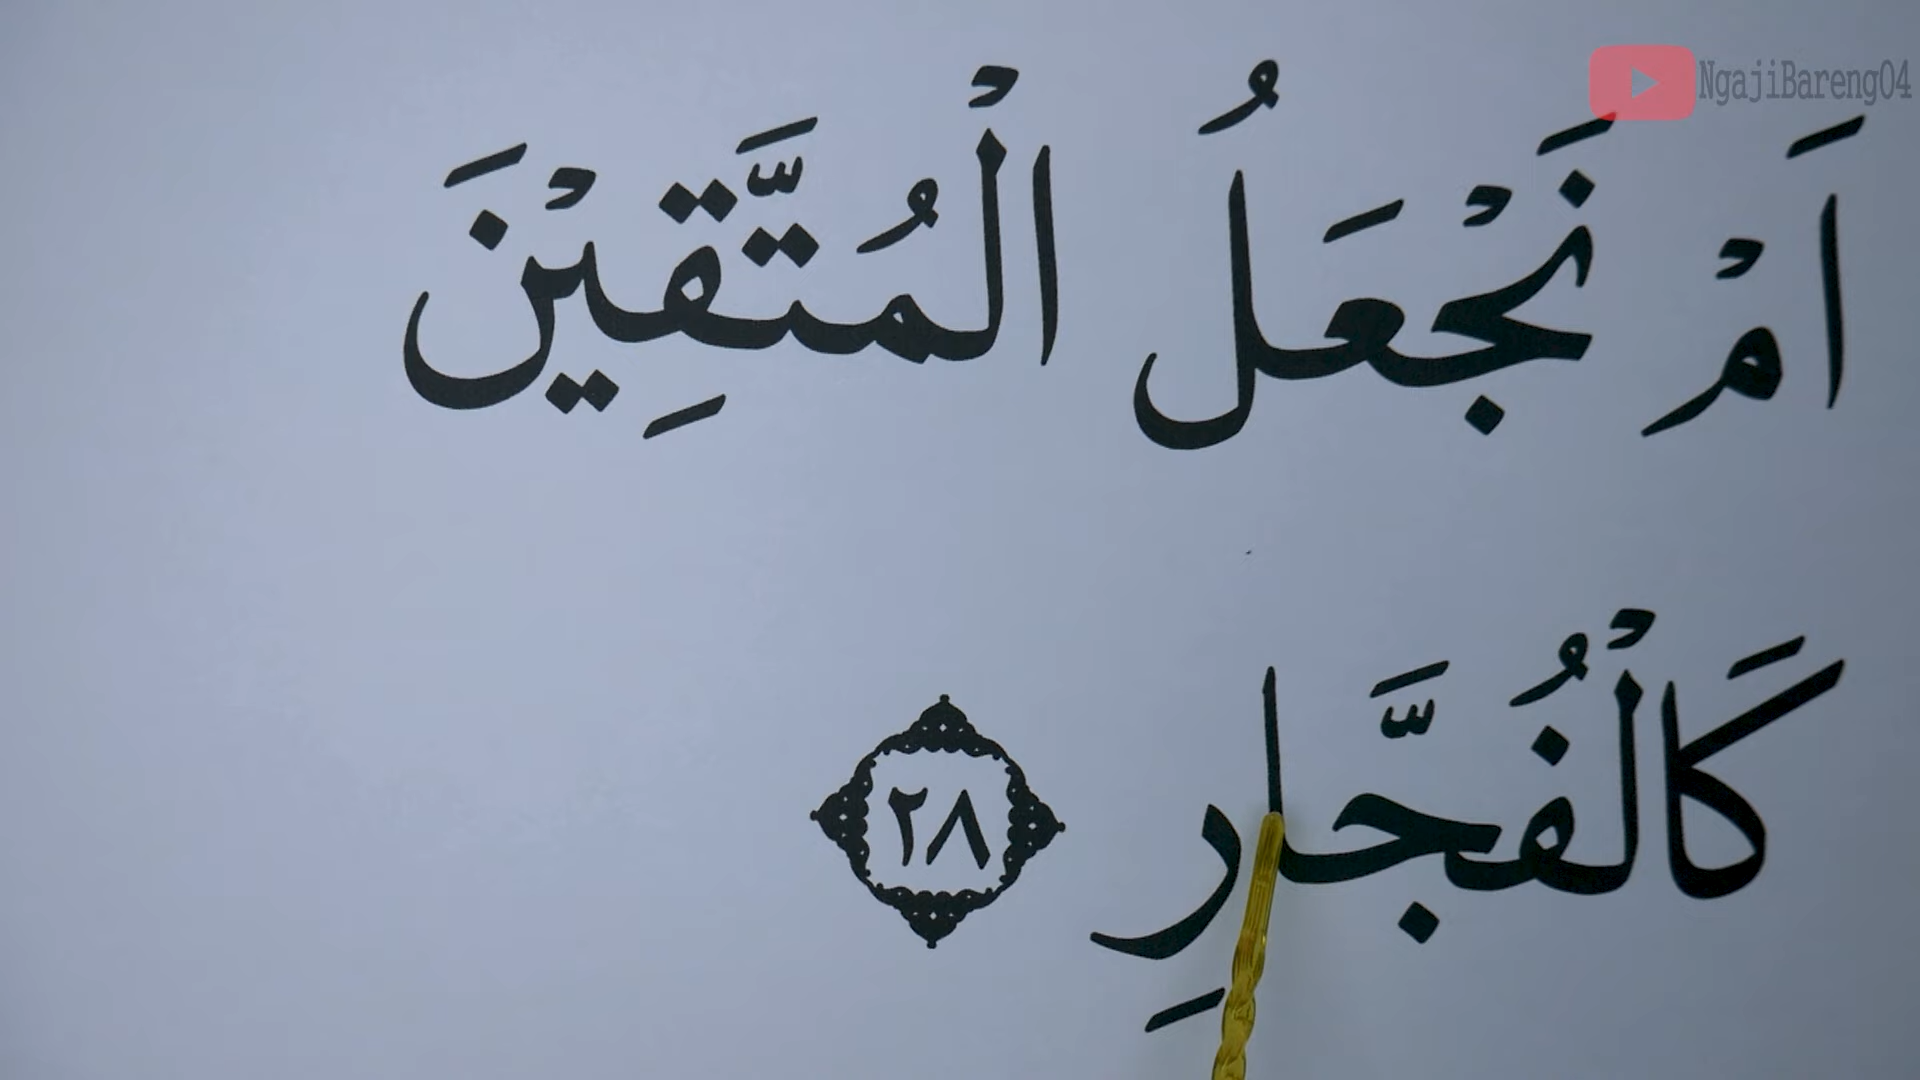 NgajiBareng04
اَمْ نَجْعَلُ الْمُتَّقِيْنَ
كَالْفُجَّارِ ٢٨